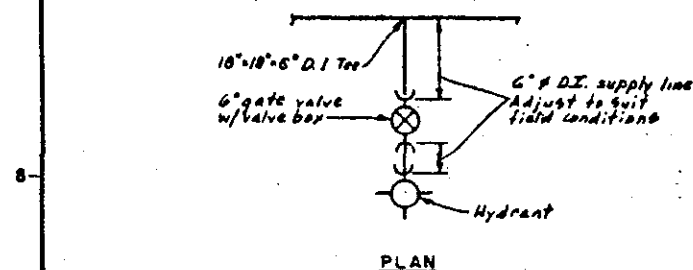 18"x18"x6" D.I Tee
6" gate valve
w/valve box
6" ø D.I. supply line
Adjust to suit
field conditions
8
Hydrant
PLAN